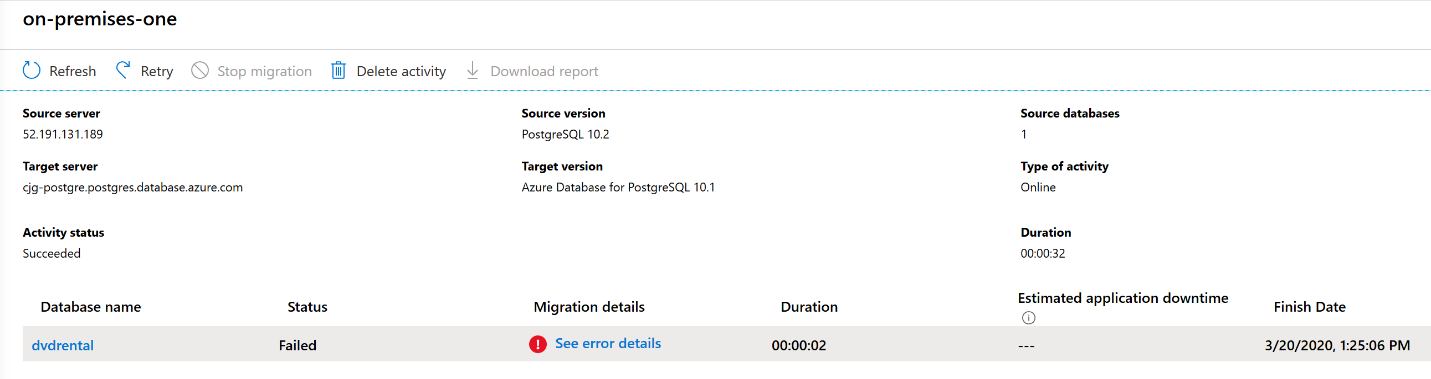 on-premises-one
Refresh Retry Stop migration Delete activity Download report
Source server Source version Source databases
52.191.131.189 PostgreSQL 10.2 1
Target server Target version Type of activity
cjg-postgre.postgres.database.azure.com Azure Database for PostgreSQL 10.1 Online
Activity status Duration
Succeeded 00:00:32
Database name Status Migration details Duration Estimated application downtime Finish Date
dvdrental Failed See error details 00:00:02 --- 3/20/2020, 1:25:06 PM